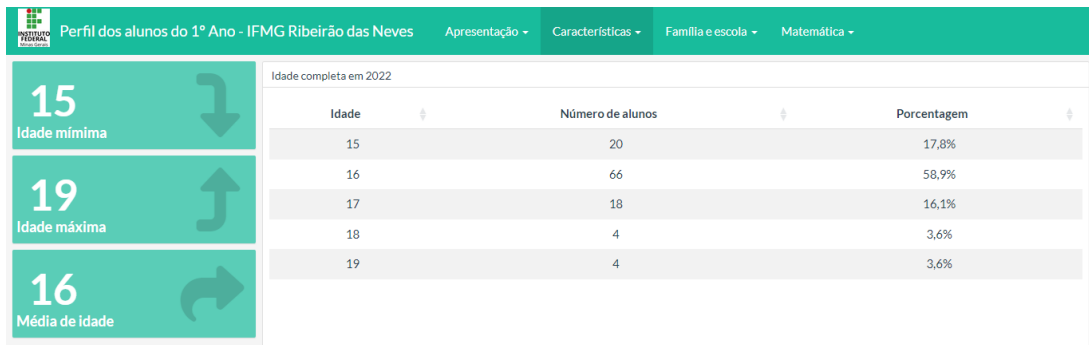 INSTITUTO
FEDERAL
Minas Gerais
Perfil dos alunos do 1º Ano - IFMG Ribeirão das Neves
Apresentação
Características
Família e escola
Matemática
15
Idade mímima
19
Idade máxima
16
Média de idade
Idade completa em 2022
Idade Número de alunos Porcentagem
15 20 17,8%
16 66 58,9%
17 18 16,1%
18 4 3,6%
19 4 3,6%